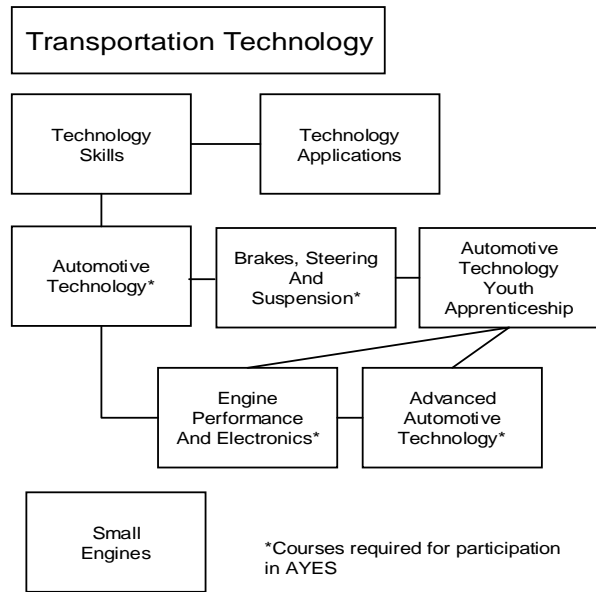 Transportation Technology
Technology
Skills
Technology
Applications
Automotive
Technology*
Brakes, Steering
And
Suspension*
Automotive
Technology
Youth
Apprenticeship
Engine
Performance
And Electronics*
Advanced
Automotive
Technology*
Small
Engines
*Courses required for participation
in AYES